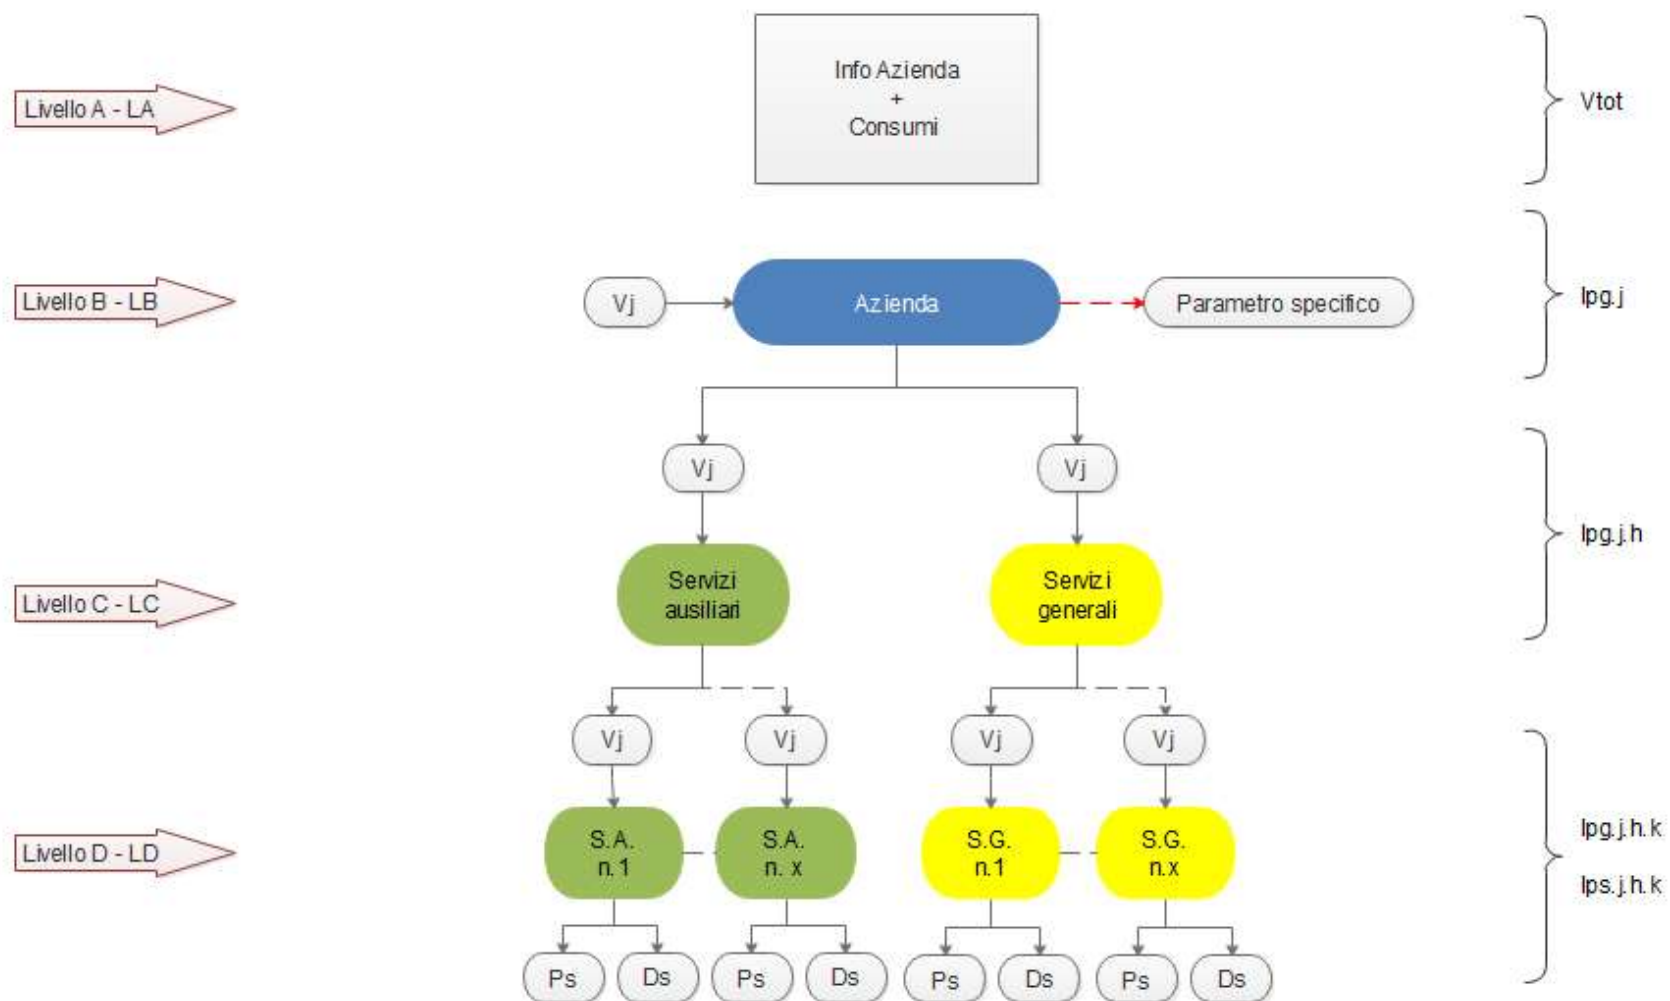 Info Azienda
+
Consumi
Livello A - LA
Vtot
Livello B - LB
Vj
Azienda
Parametro specifico
Ipg.j
Vj
Vj
Ipg.j.h
Livello C - LC
Servizi
ausiliari
Servizi
generali
Vj
Vj
Vj
Vj
Livello D - LD
S.A.
n.1
S.A.
n. x
S.G.
n.1
S.G.
n.x
Ipg.j.h.k
Ips.j.h.k
Ps
Ds
Ps
Ds
Ps
Ds
Ps
Ds